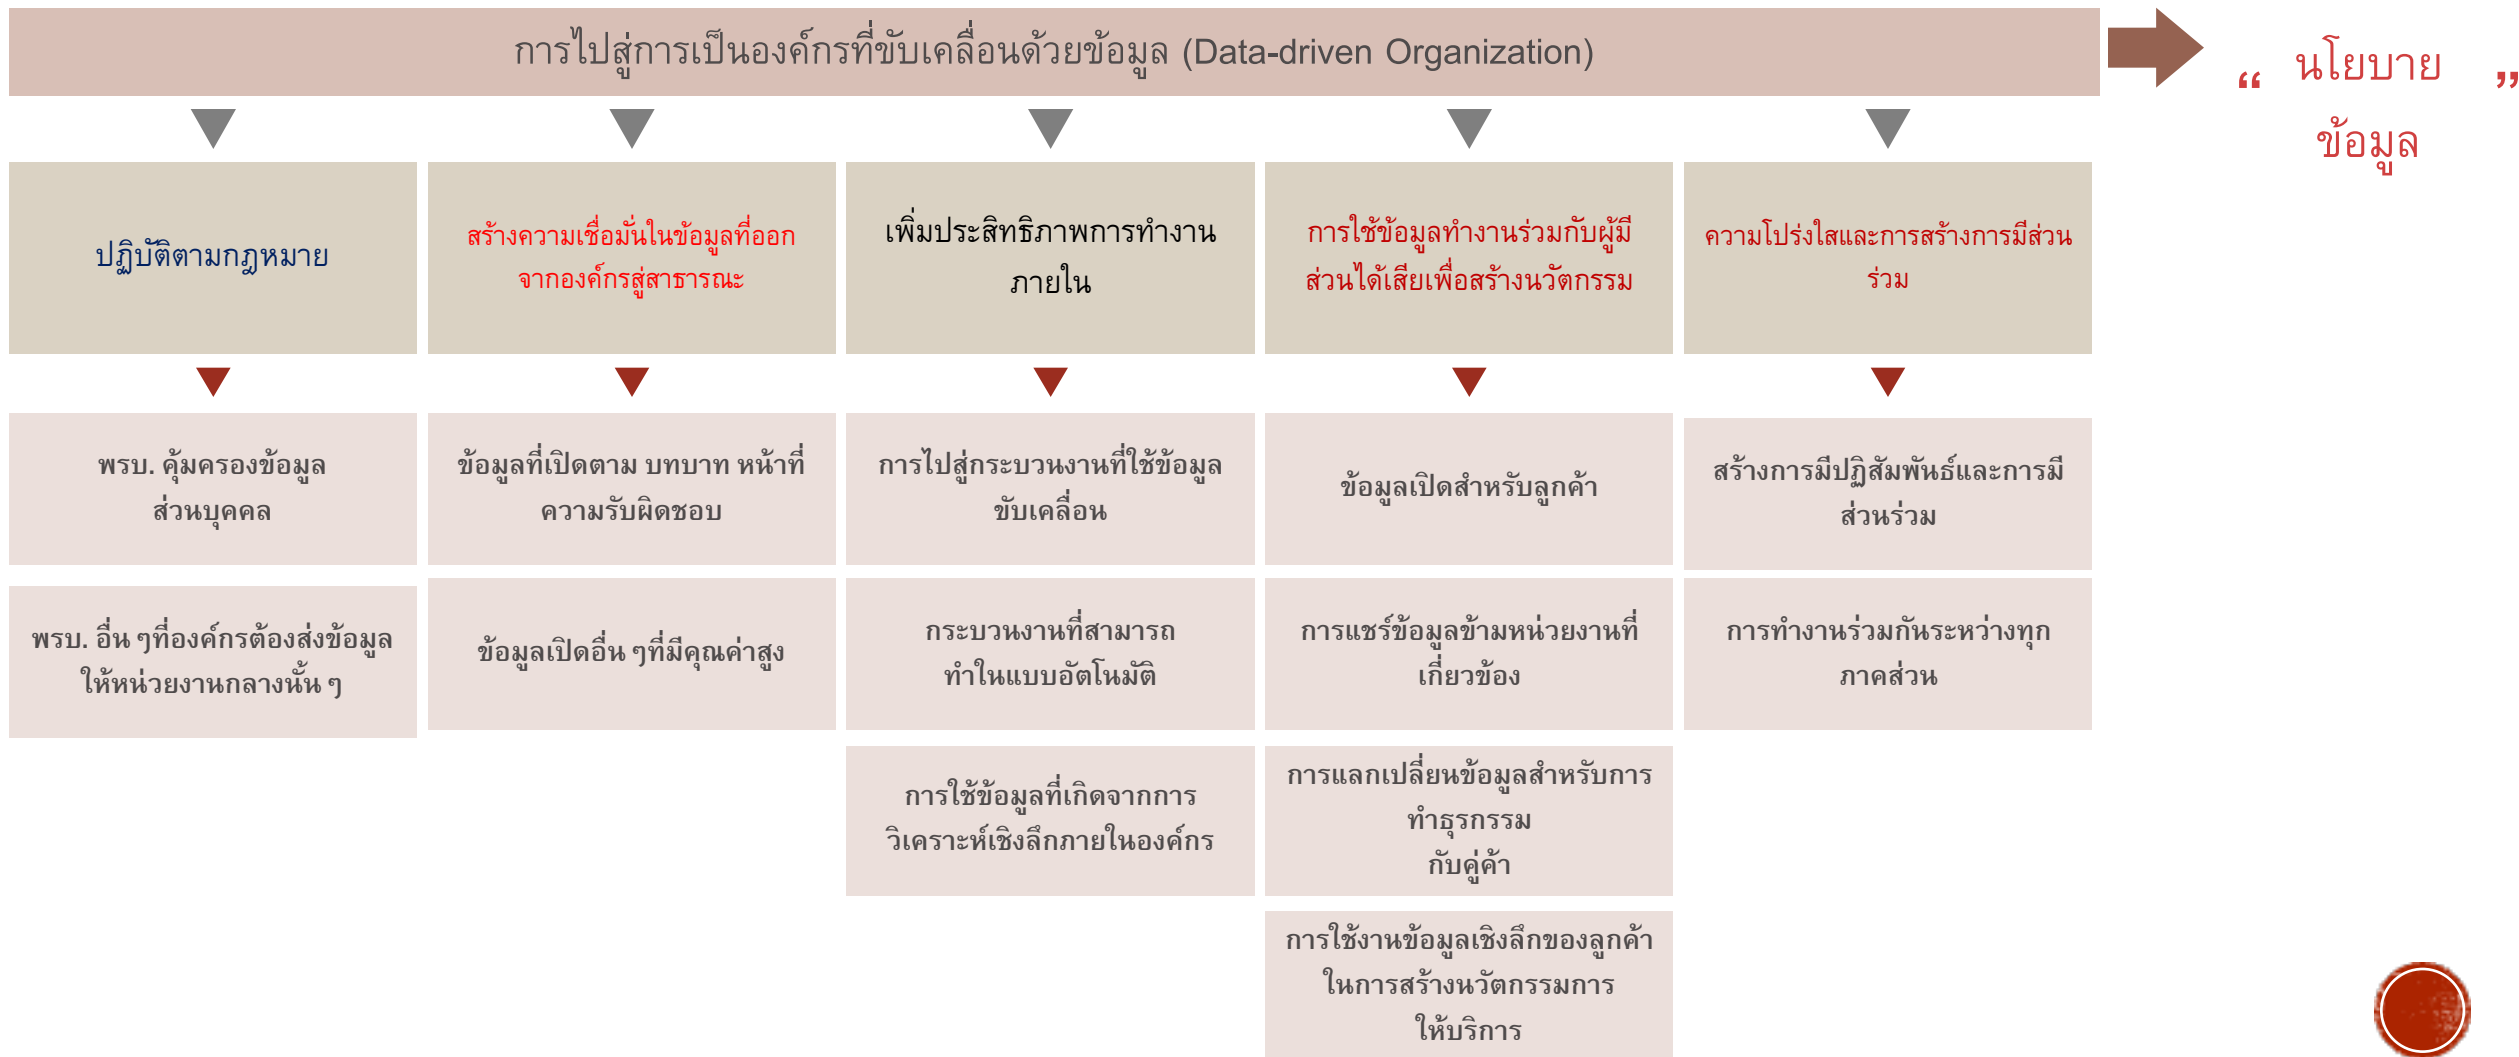 การไปสู่การเป็นองค์กรที่ขับเคลื่อนด้วยข้อมูล (Data-driven Organization)
“ นโยบาย ”
ข้อมูล
ปฏิบัติตามกฎหมาย
สร้างความเชื่อมั่นในข้อมูลที่ออก
จากองค์กรสู่สาธารณะ
เพิ่มประสิทธิภาพการทำงาน
ภายใน
การใช้ข้อมูลทำงานร่วมกับผู้มี
ส่วนได้เสียเพื่อสร้างนวัตกรรม
ความโปร่งใสและการสร้างการมีส่วน
ร่วม
พรบ. คุ้มครองข้อมูล
ส่วนบุคคล
ข้อมูลที่เปิดตาม บทบาท หน้าที่
ความรับผิดชอบ
การไปสู่กระบวนงานที่ใช้ข้อมูล
ขับเคลื่อน
ข้อมูลเปิดสำหรับลูกค้า
สร้างการมีปฏิสัมพันธ์และการมี
ส่วนร่วม
พรบ. อื่น ๆที่องค์กรต้องส่งข้อมูล
ให้หน่วยงานกลางนั้น ๆ
ข้อมูลเปิดอื่น ๆที่มีคุณค่าสูง
กระบวนงานที่สามารถ
ทำในแบบอัตโนมัติ
การแชร์ข้อมูลข้ามหน่วยงานที่
เกี่ยวข้อง
การทำงานร่วมกันระหว่างทุก
ภาคส่วน
การใช้ข้อมูลที่เกิดจากการ
วิเคราะห์เชิงลึกภายในองค์กร
การแลกเปลี่ยนข้อมูลสำหรับการ
ทำธุรกรรม
กับคู่ค้า
การใช้งานข้อมูลเชิงลึกของลูกค้า
ในการสร้างนวัตกรรมการ
ให้บริการ